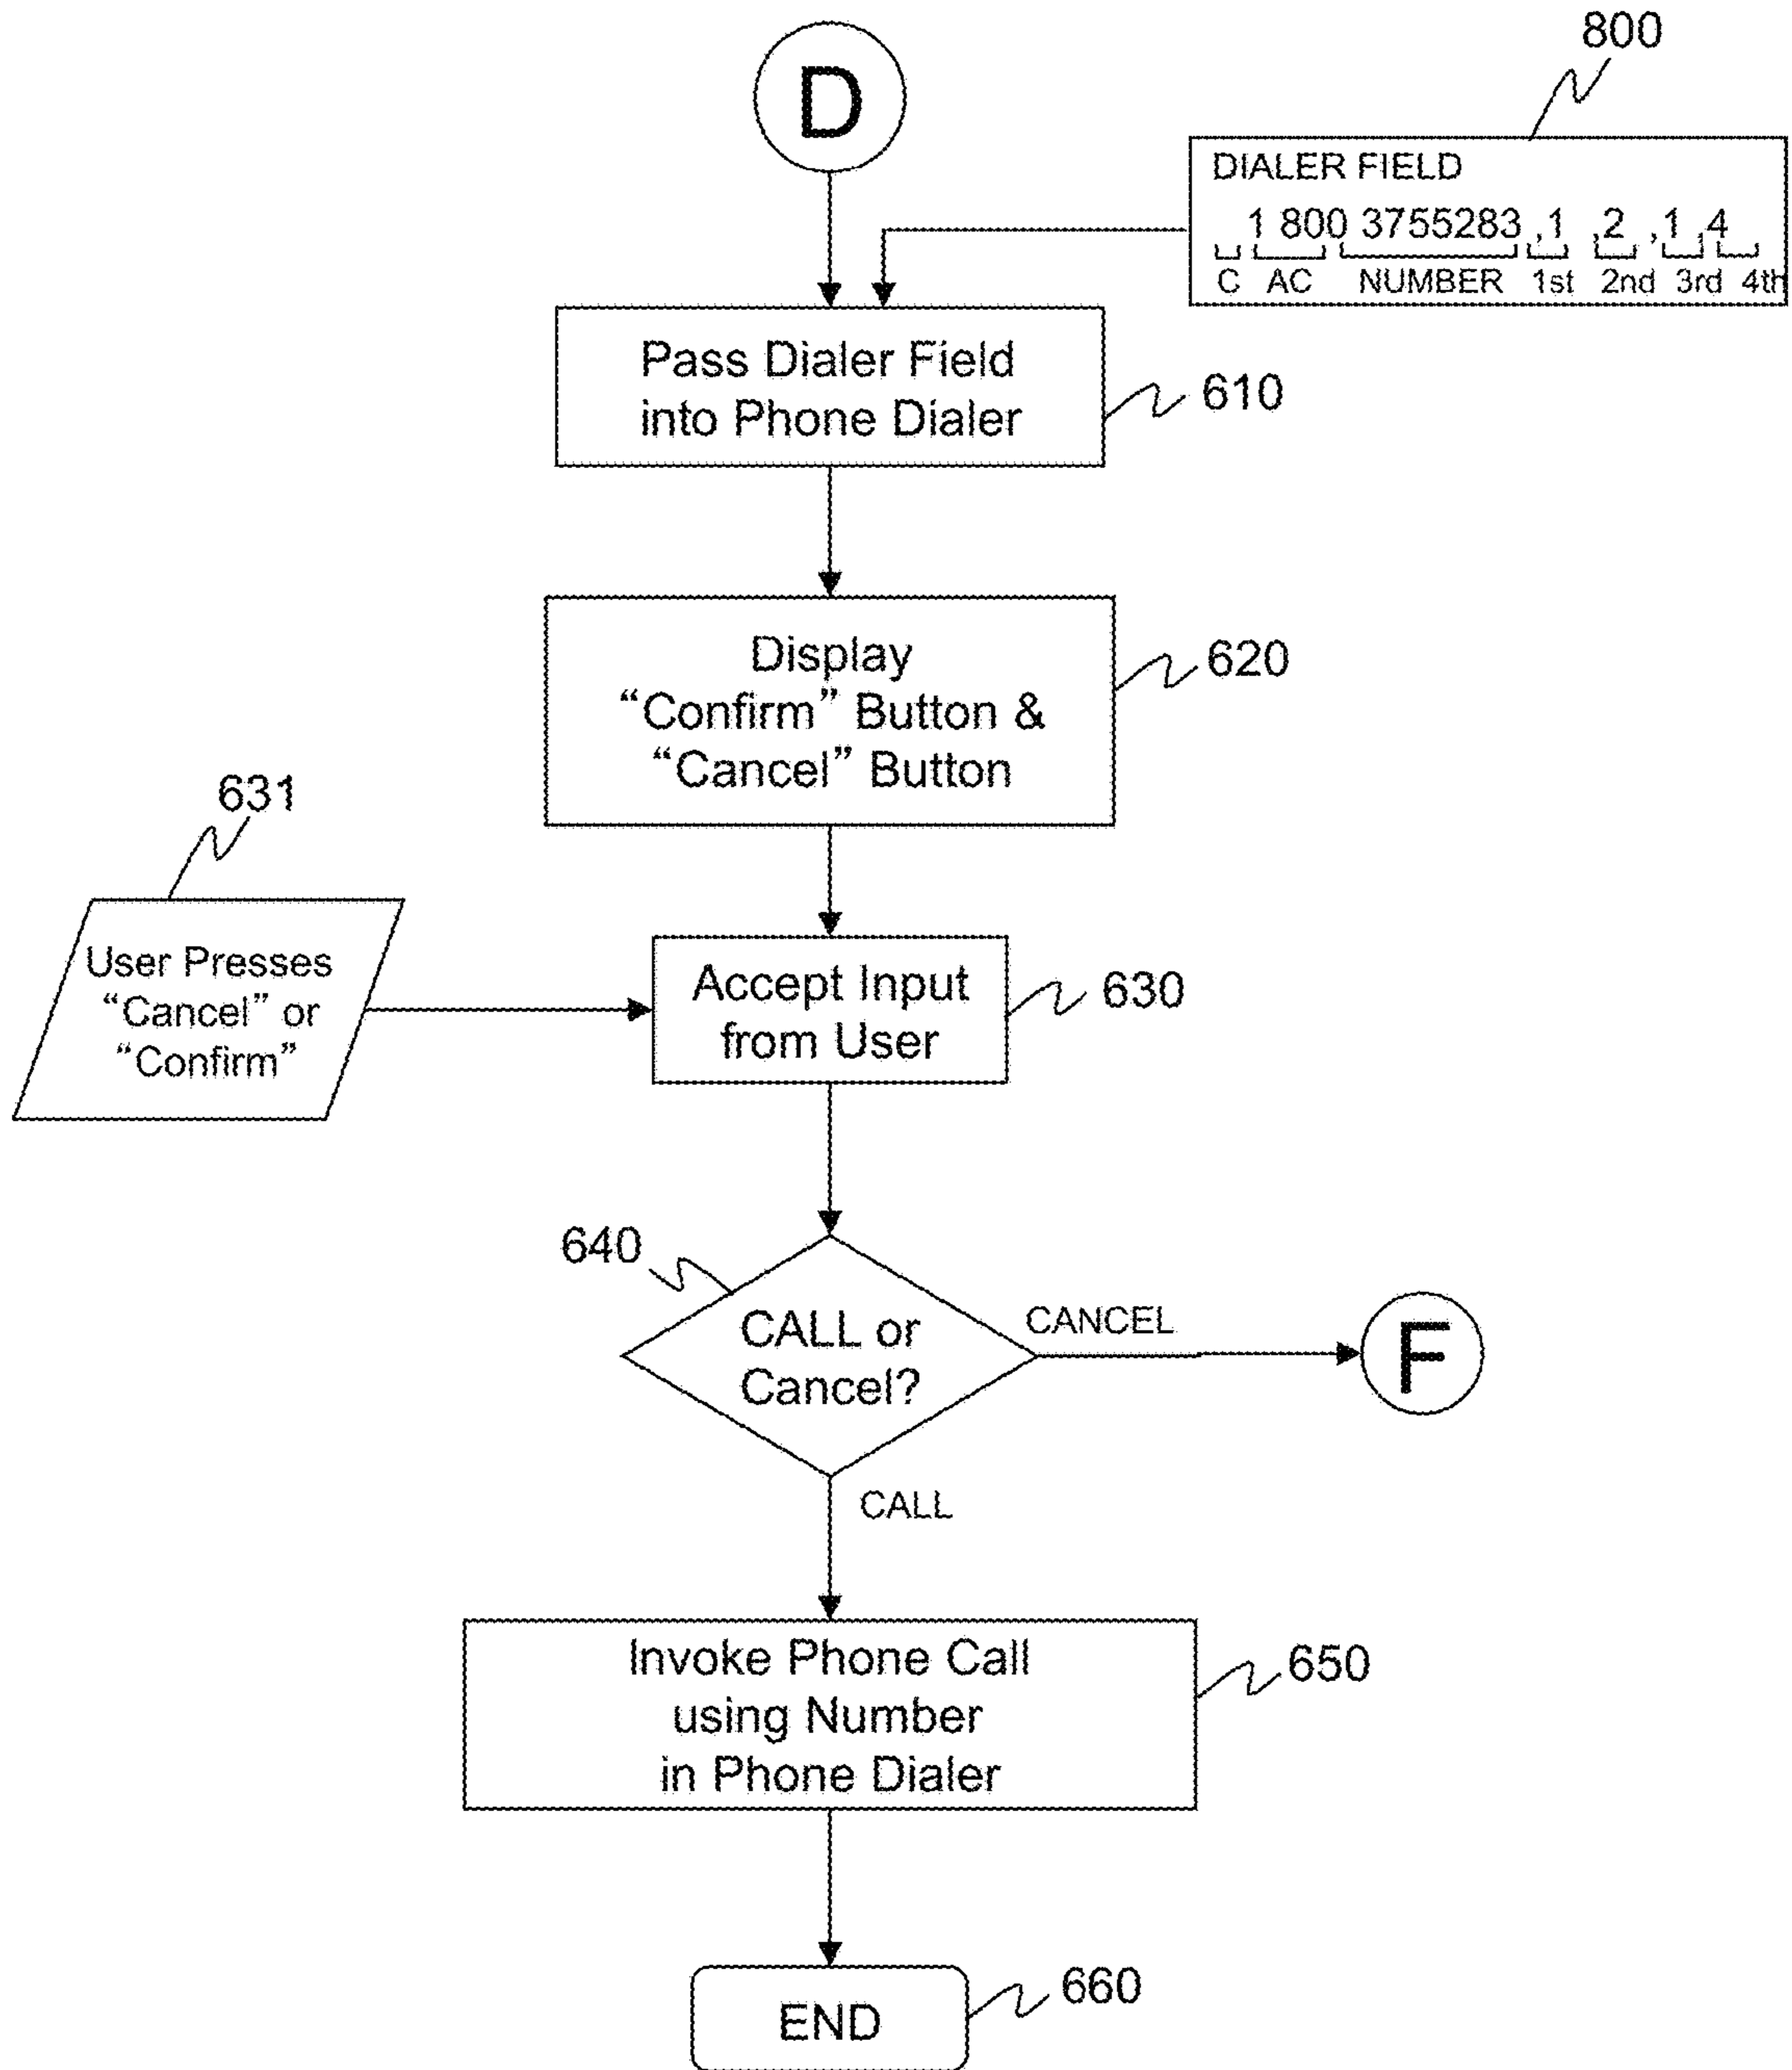 D
800
DIALER FIELD
1 800 3755283 ,1 ,2 ,1 ,4
C AC NUMBER 1st 2nd 3rd 4th
Pass Dialer Field
into Phone Dialer
610
Display
“Confirm” Button &
“Cancel” Button
620
631
User Presses
“Cancel” or
“Confirm”
Accept Input
from User
630
640
CALL or
Cancel?
CANCEL
F
CALL
Invoke Phone Call
using Number
in Phone Dialer
650
END
660